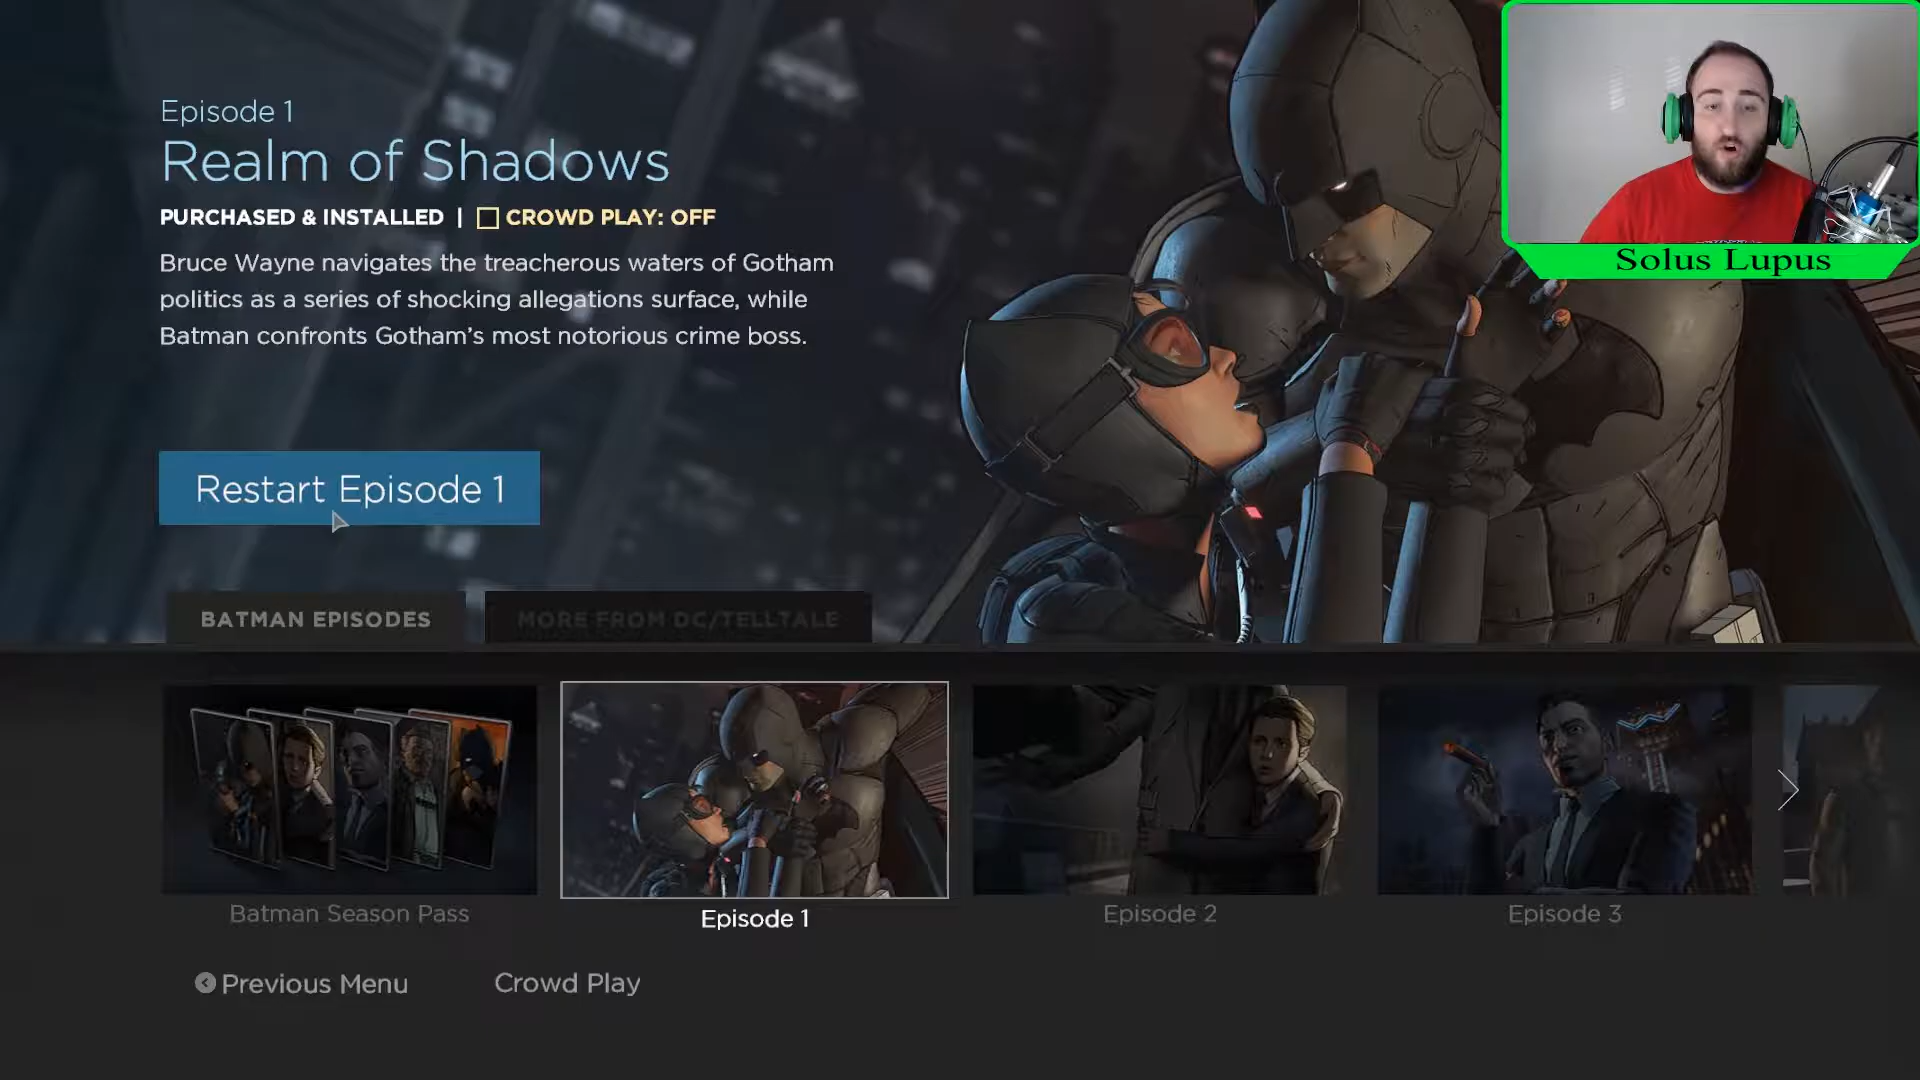 Episode 1
Realm of Shadows
PURCHASED & INSTALLED | CROWD PLAY: OFF
Bruce Wayne navigates the treacherous waters of Gotham
politics as a series of shocking allegations surface, while
Batman confronts Gotham's most notorious crime boss.
Solus Lupus
Restart Episode 1
BATMAN EPISODES
MORE FROM DC/TELLTALE
Batman Season Pass
Episode 1
Episode 2
Episode 3
Previous Menu
Crowd Play